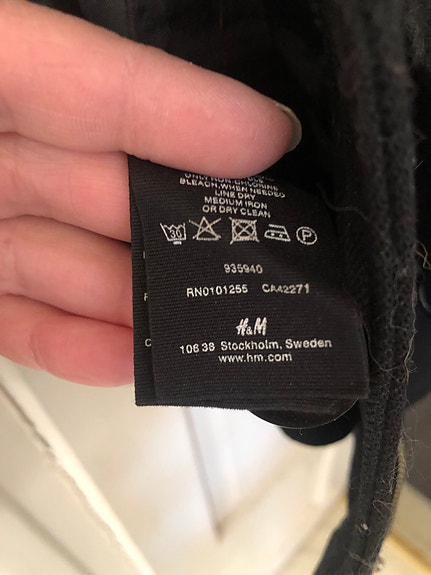 ONLY NON-CHLORINE
BLEACH, WHEN NEEDED
LINE DRY
MEDIUM IRON
OR DRY CLEAN
30 P
935940
RN0101255 CA42271
H&M
106 38 Stockholm, Sweden
www.hm.com